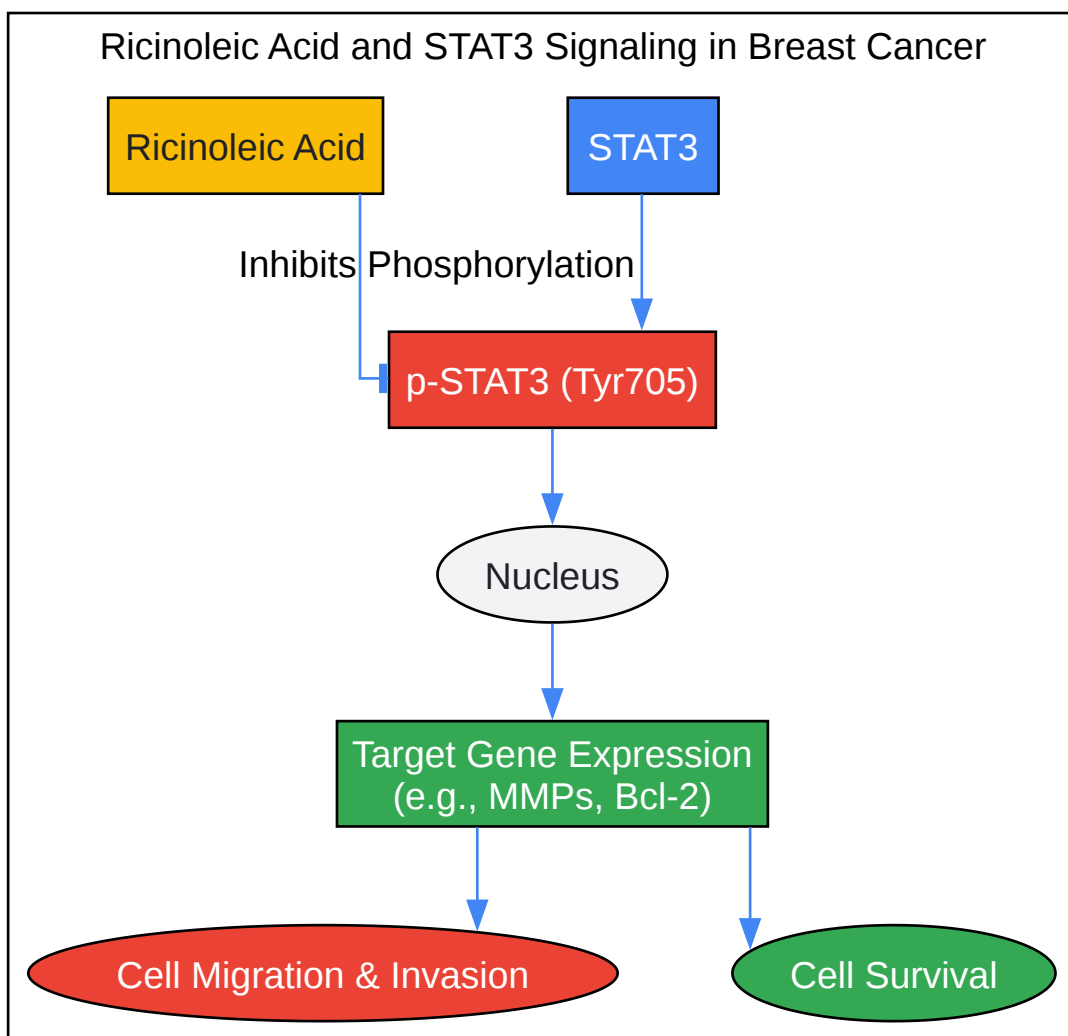 Ricinoleic Acid and STAT3 Signaling in Breast Cancer
Ricinoleic Acid
STAT3
Inhibits
Phosphorylation
p-STAT3 (Tyr705)
Nucleus
Target Gene Expression
(e.g., MMPs, Bcl-2)
Cell Migration & Invasion
Cell Survival